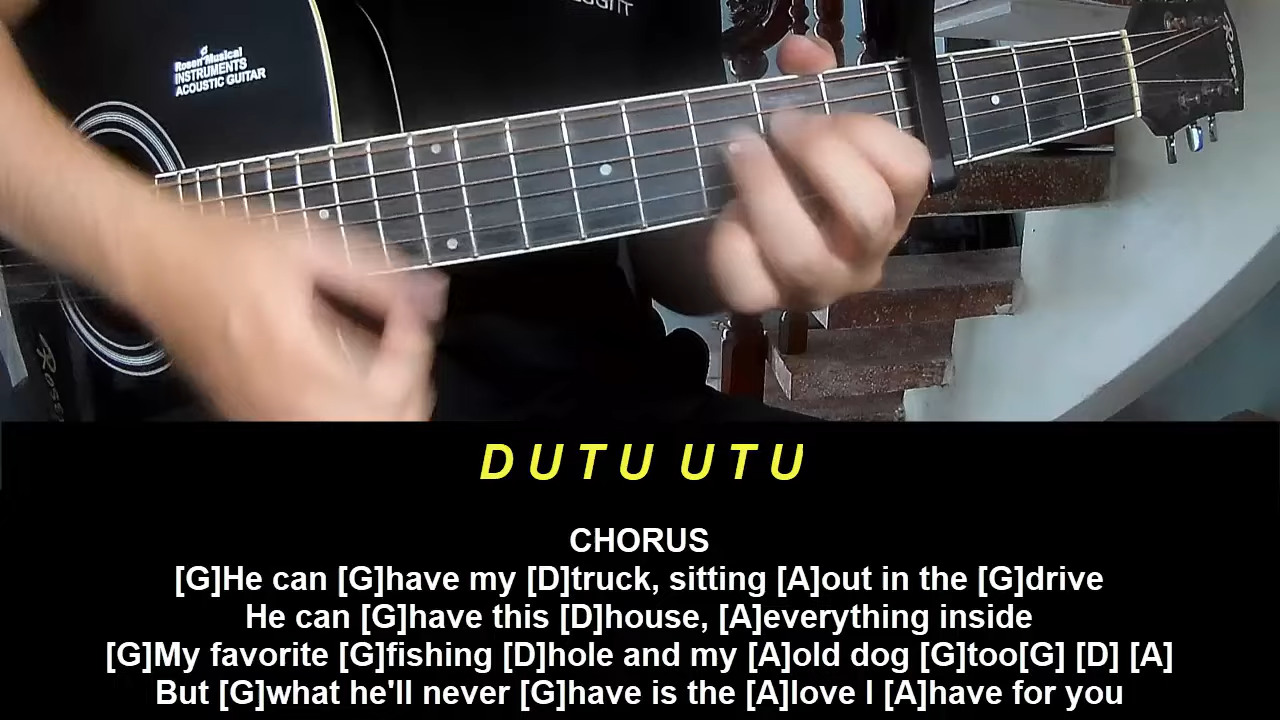 Rosen Musical
INSTRUMENTS
ACOUSTIC GUITAR
D U T U U T U
CHORUS
[G]He can [G]have my [D]truck, sitting [A]out in the [G]drive
He can [G]have this [D]house, [A]everything inside
[G]My favorite [G]fishing [D]hole and my [A]old dog [G]too[G] [D] [A]
But [G]what he'll never [G]have is the [A]love I [A]have for you